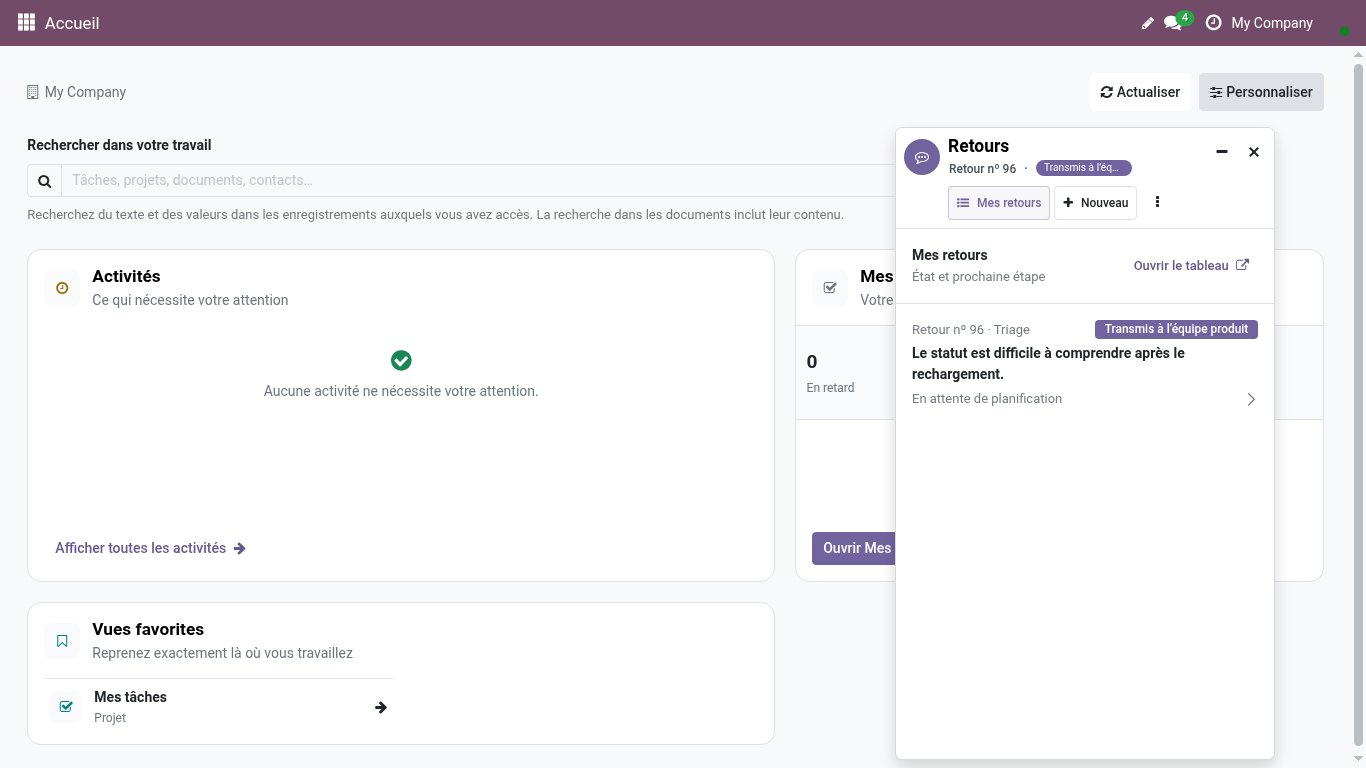 Accueil
4
My Company
My Company
Actualiser
Personnaliser
Rechercher dans votre travail
Tâches, projets, documents, contacts…
Recherchez du texte et des valeurs dans les enregistrements auxquels vous avez accès. La recherche dans les documents inclut leur contenu.
Activités
Ce qui nécessite votre attention
Aucune activité ne nécessite votre attention.
Afficher toutes les activités
Mes
Votre
0
En retard
Ouvrir Mes
Vues favorites
Reprenez exactement là où vous travaillez
Mes tâches
Projet
Retours
Retour nº 96 · Transmis à l'éq…
Mes retours
Nouveau
Mes retours
État et prochaine étape
Ouvrir le tableau
Retour nº 96 · Triage
Transmis à l'équipe produit
Le statut est difficile à comprendre après le
rechargement.
En attente de planification